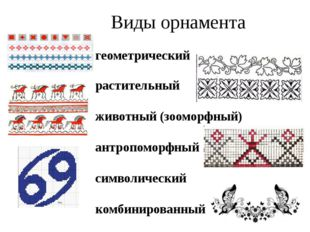 Виды орнамента
геометрический
растительный
животный (зооморфный)
антропоморфный
символический
комбинированный